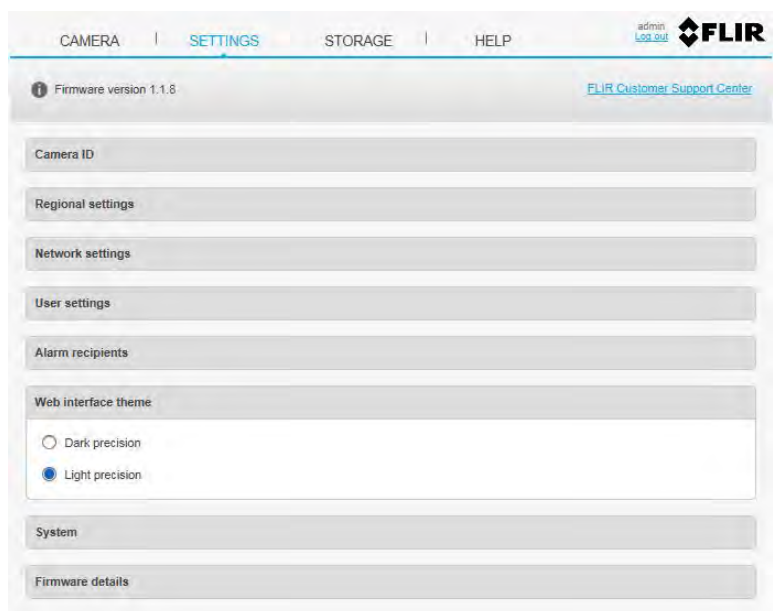 CAMERA | SETTINGS STORAGE | HELP admin
Log out FLIR
Firmware version 1.1.8 FLIR Customer Support Center
Camera ID
Regional settings
Network settings
User settings
Alarm recipients
Web interface theme
Dark precision
Light precision
System
Firmware details